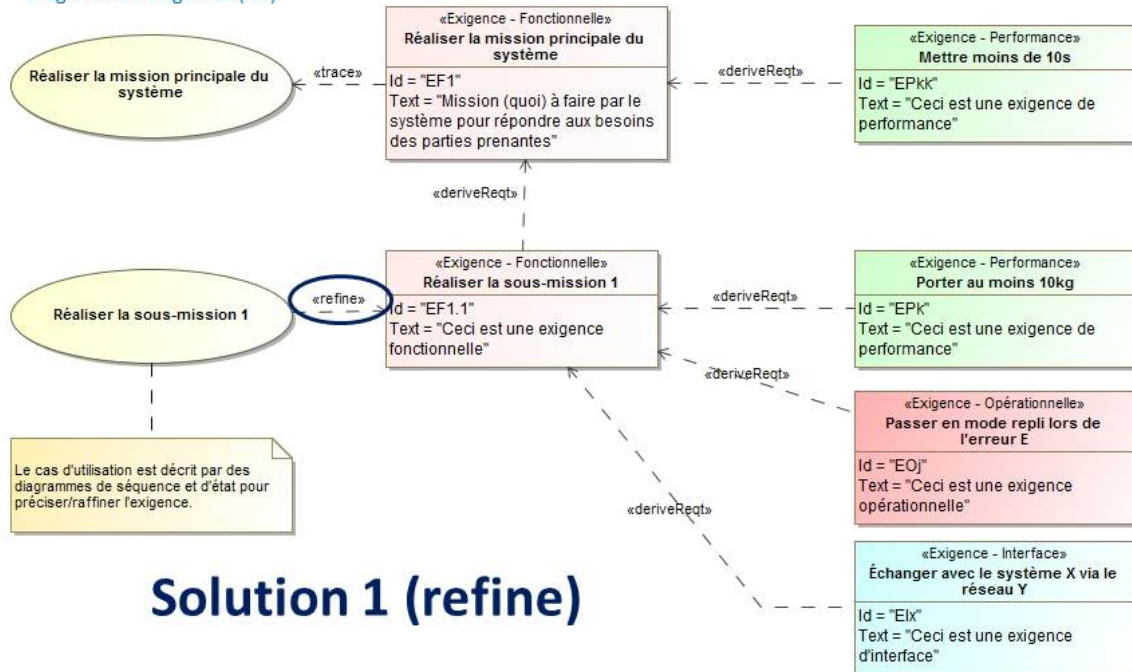 «Exigence - Fonctionnelle»
Réaliser la mission principale du
système
Id = "EF1"
Text = "Mission (quoi) à faire par le
système pour répondre aux besoins
des parties prenantes"
Réaliser la mission principale du
système
«trace»
«deriveReqt»
«Exigence - Performance»
Mettre moins de 10s
Id = "EPkk"
Text = "Ceci est une exigence de
performance"
«deriveReqt»
Réaliser la sous-mission 1
«refine»
«Exigence - Fonctionnelle»
Réaliser la sous-mission 1
Id = "EF1.1"
Text = "Ceci est une exigence
fonctionnelle"
«deriveReqt»
«Exigence - Performance»
Porter au moins 10kg
Id = "EPk"
Text = "Ceci est une exigence de
performance"
«deriveReqt»
«Exigence - Opérationnelle»
Passer en mode repli lors de
l'erreur E
Id = "EOj"
Text = "Ceci est une exigence
opérationnelle"
Le cas d'utilisation est décrit par des
diagrammes de séquence et d'état pour
préciser/raffiner l'exigence.
«deriveReqt»
«Exigence - Interface»
Échanger avec le système X via le
réseau Y
Id = "EIx"
Text = "Ceci est une exigence
d'interface"
Solution 1 (refine)